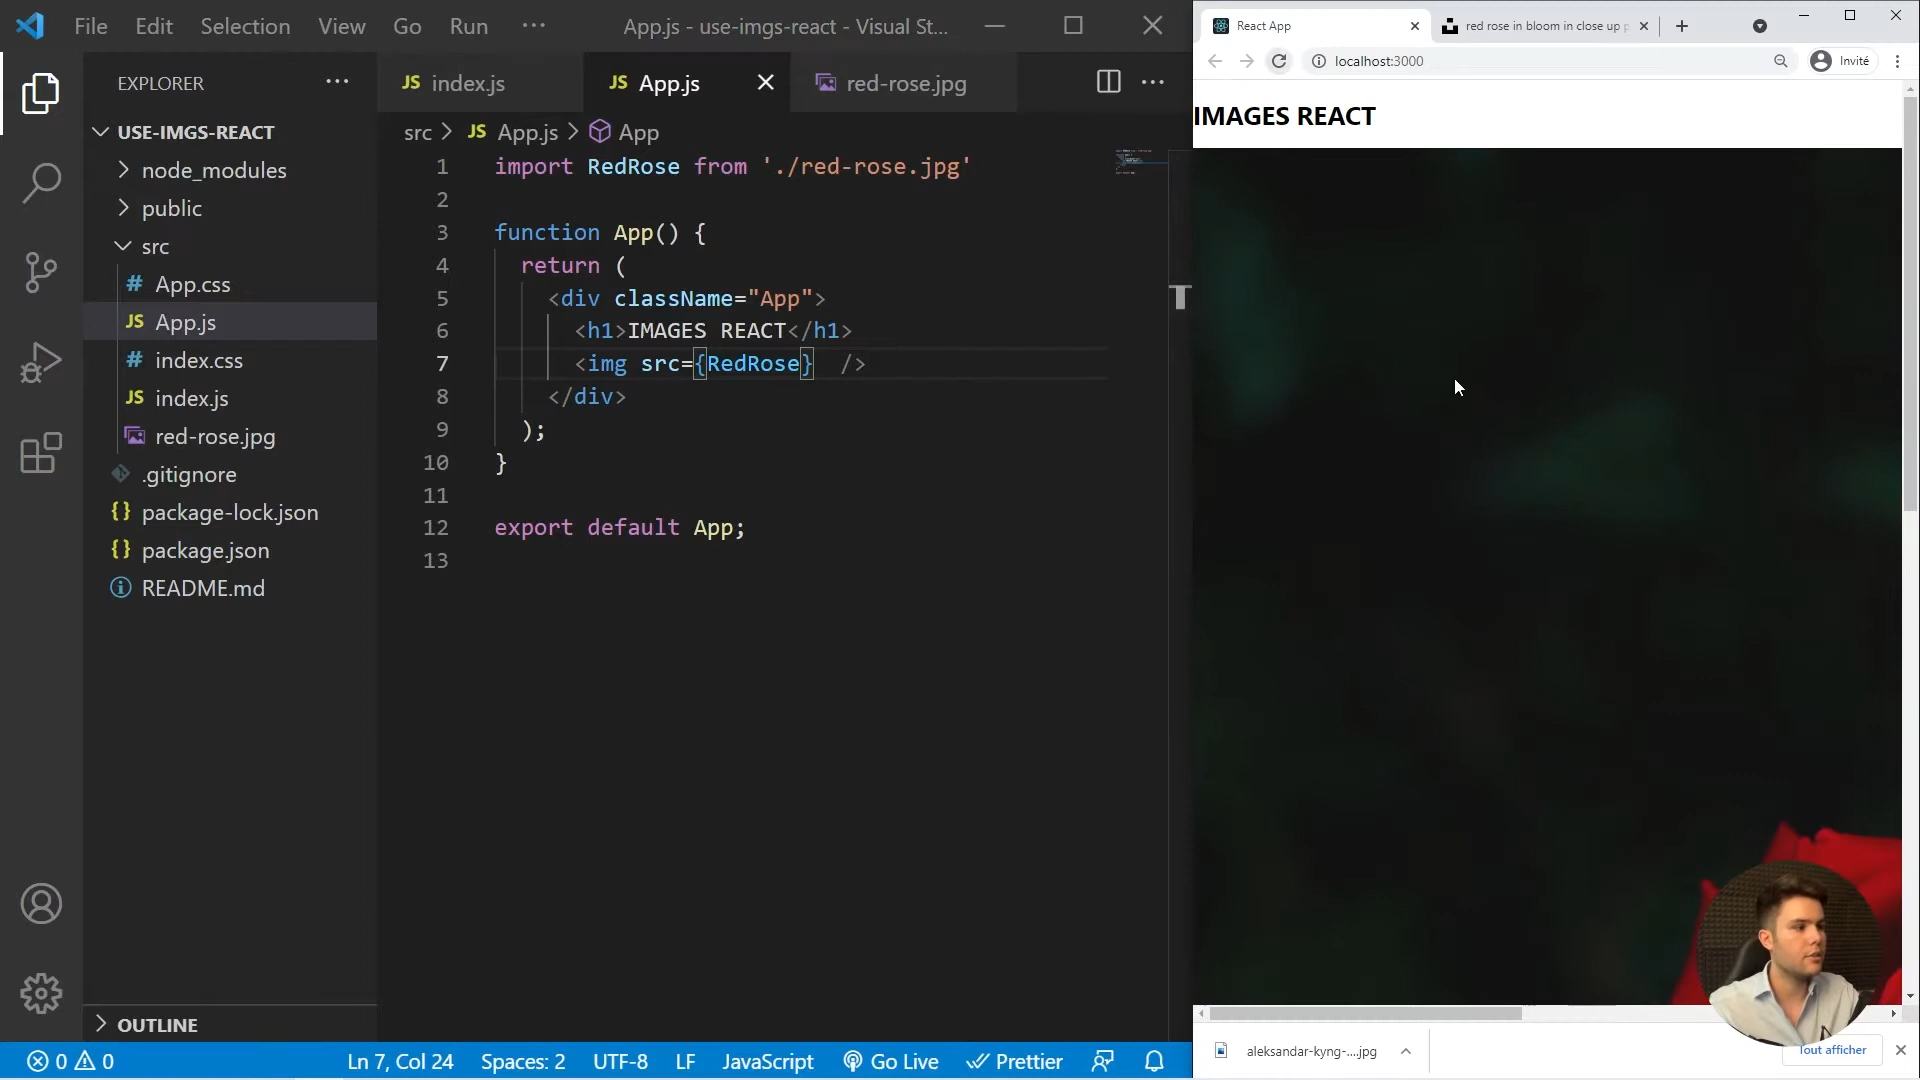 File Edit Selection View Go Run ··· App.js - use-imgs-react - Visual St...
EXPLORER ···
USE-IMGS-REACT
node_modules
public
src
# App.css
JS App.js
# index.css
JS index.js
red-rose.jpg
.gitignore
{} package-lock.json
{} package.json
README.md
OUTLINE
JS index.js JS App.js red-rose.jpg ···
src > JS App.js > App
1 import RedRose from './red-rose.jpg'
2
3 function App() {
4 return (
5 <div className="App">
6 <h1>IMAGES REACT</h1>
7 <img src={RedRose} />
8 </div>
9 );
10 }
11
12 export default App;
13
0 0 Ln 7, Col 24 Spaces: 2 UTF-8 LF JavaScript Go Live Prettier
React App red rose in bloom in close up p
localhost:3000 Invité
IMAGES REACT
T
aleksandar-kyng-....jpg Tout afficher